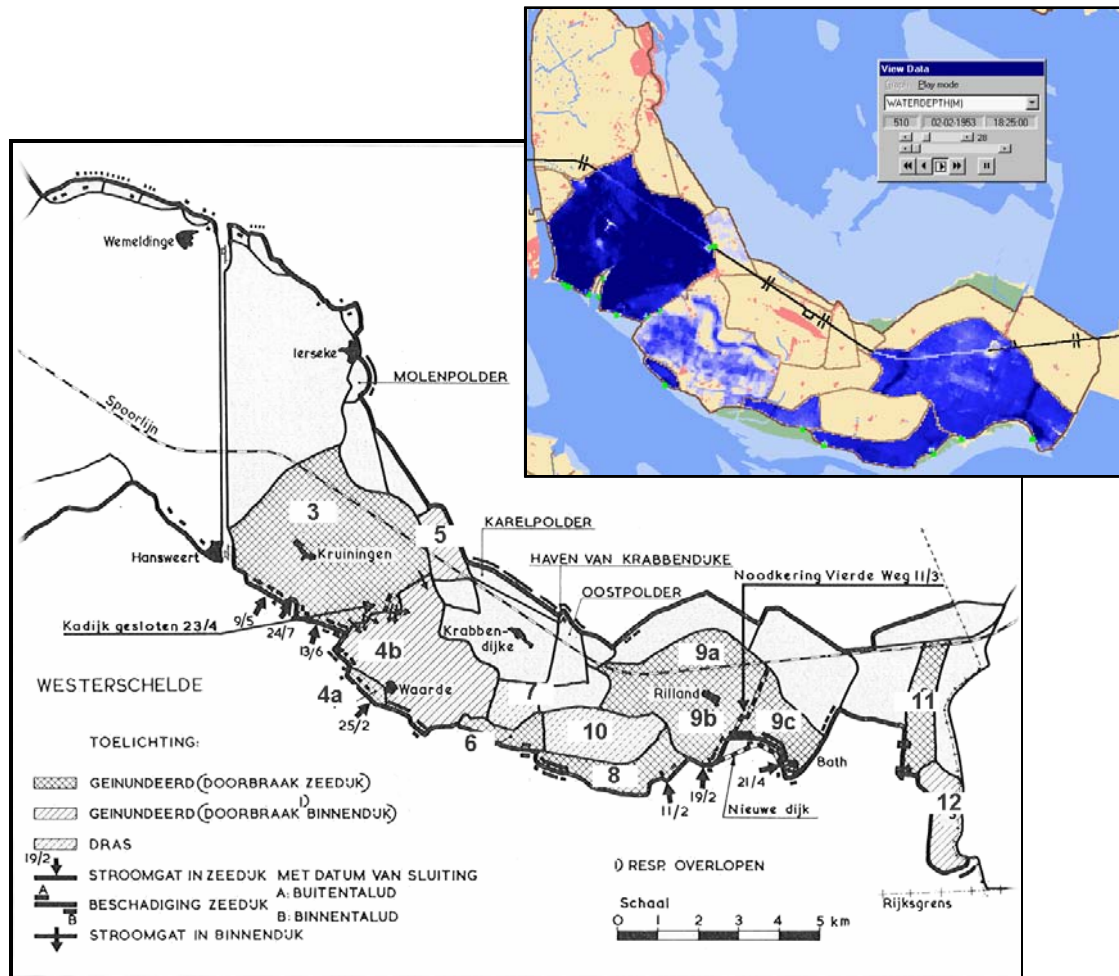 View Data
Graph Play mode
WATERDEPTH(M)
510 02-02-1953 18:25:00
28
Wemeldinge
Ierseke
MOLENPOLDER
Spoorlijn
3
5
KARELPOLDER
Hansweert
Kruiningen
HAVEN VAN KRABBENDIJKE
Noodkering Vierde Weg 11/3
OOSTPOLDER
Kadijk gesloten 23/4
9/5
24/7
13/6
4b
Krabben-
dijke
9a
WESTERSCHELDE
4a
Waarde
7
Rilland
9b
9c
11
25/2
6
10
8
Bath
TOELICHTING:
11/2
19/2
21/4
Nieuwe dijk
12
GEINUNDEERD (DOORBRAAK ZEEDIJK)
GEINUNDEERD (DOORBRAAK 1) BINNENDIJK)
DRAS
19/2
STROOMGAT IN ZEEDIJK MET DATUM VAN SLUITING
1) RESP. OVERLOPEN
A
BESCHADIGING ZEEDIJK A: BUITENTALUD
B
B: BINNENTALUD
STROOMGAT IN BINNENDIJK
Schaal
0 1 2 3 4 5 km
Rijksgrens